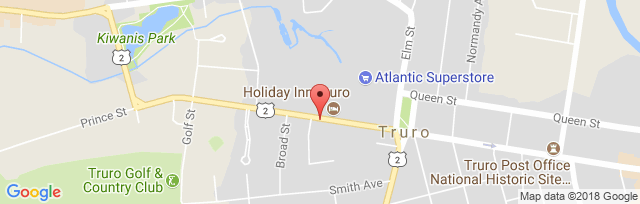 Kiwanis Park
2
Elm St
Normandy A
Atlantic Superstore
Holiday Inn Truro
Queen St
2
Prince St
Golf St
Broad St
Queen St
Truro
2
Truro Golf &
Country Club
Truro Post Office
National Historic Site...
Smith Ave
Google
Map data ©2018 Google